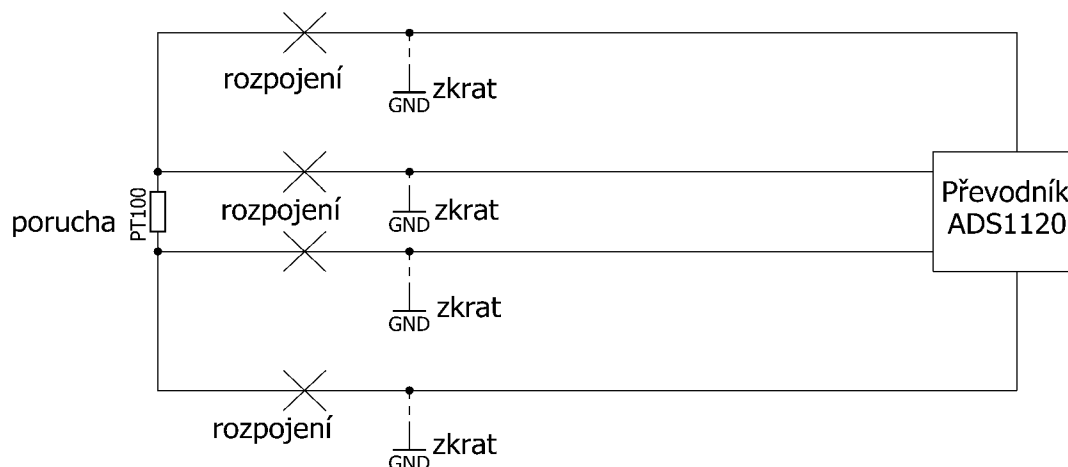 rozpojení
zkrat
GND
rozpojení
zkrat
GND
Převodník
ADS1120
porucha
PT100
zkrat
GND
rozpojení
zkrat
GND